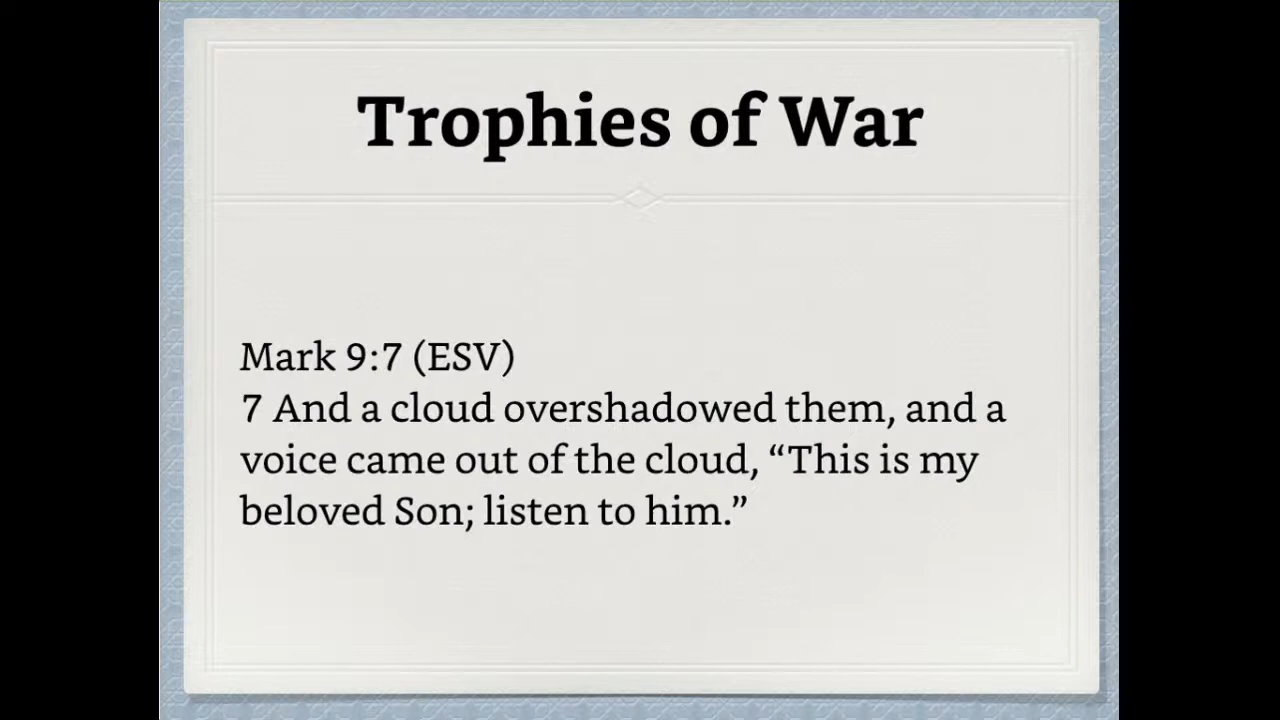 Trophies of War
Mark 9:7 (ESV)
7 And a cloud overshadowed them, and a
voice came out of the cloud, “This is my
beloved Son; listen to him.”